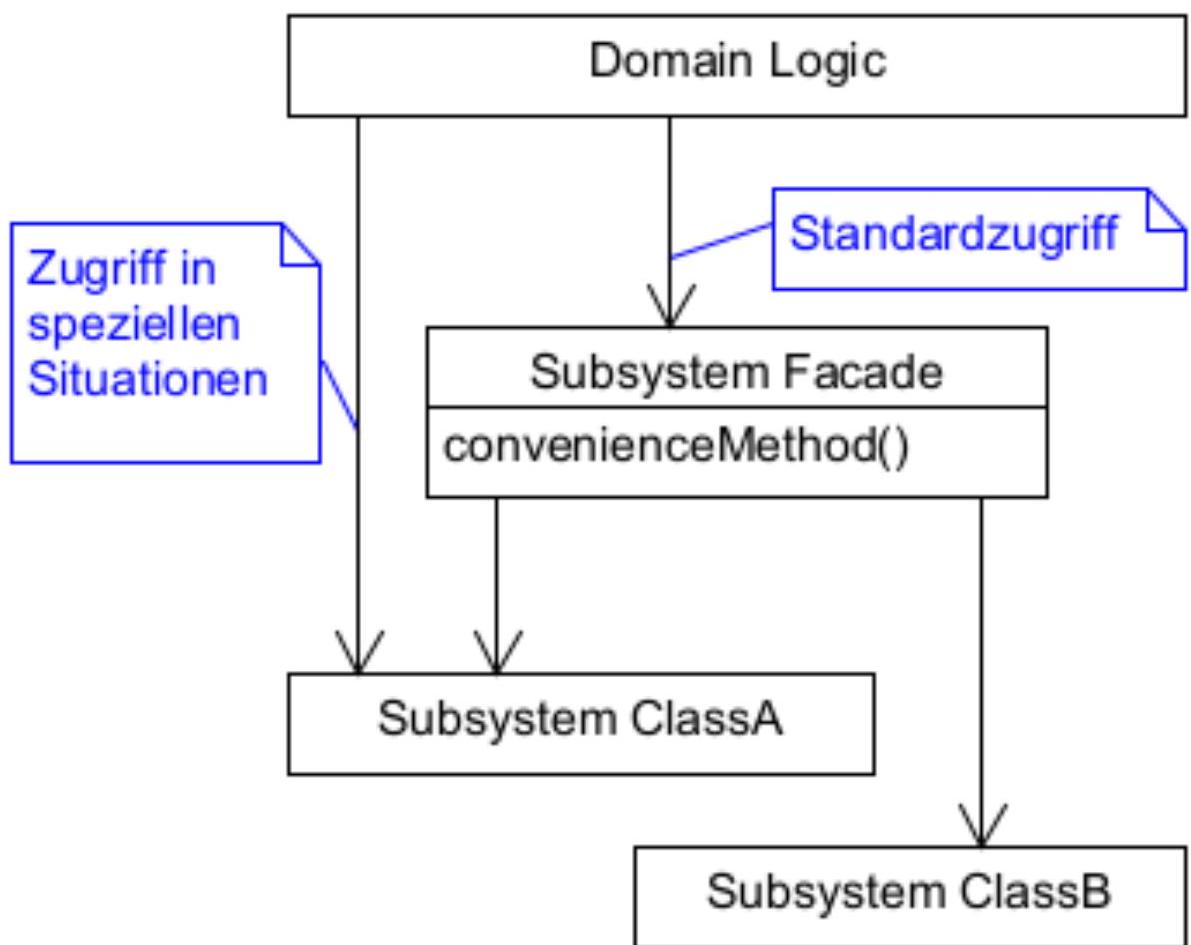 Domain Logic
Standardzugriff
Zugriff in
speziellen
Situationen
Subsystem Facade
convenienceMethod()
Subsystem ClassA
Subsystem ClassB